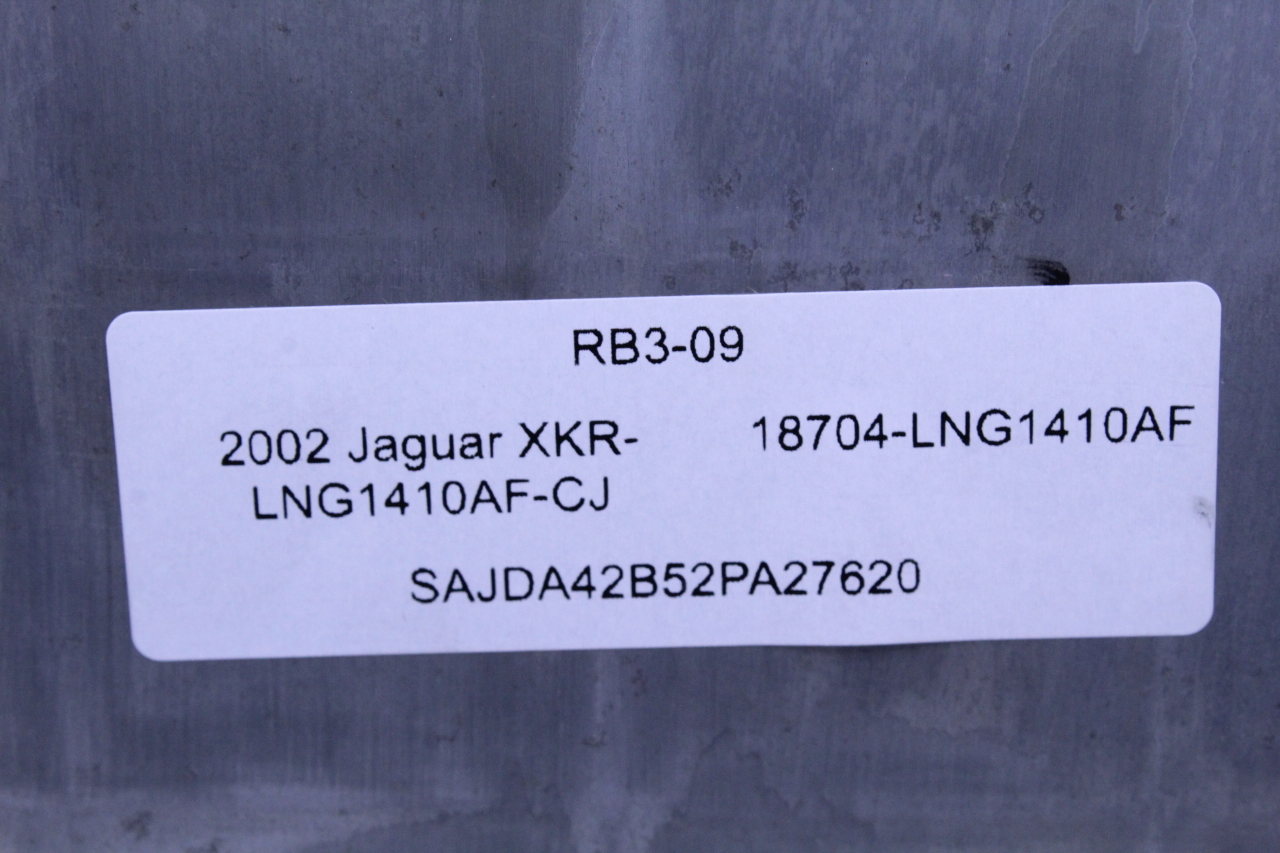 RB3-09
2002 Jaguar XKR-
LNG1410AF-CJ
18704-LNG1410AF
SAJDA42B52PA27620